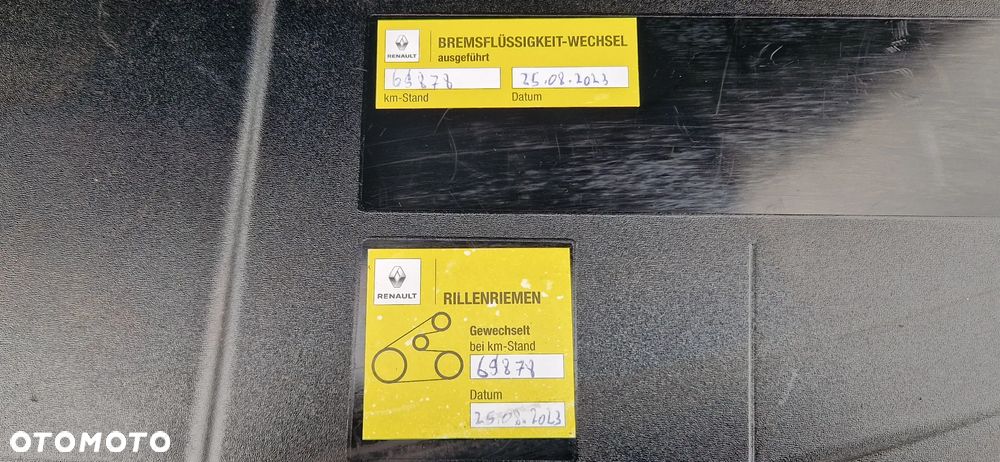 RENAULT
BREMSFLÜSSIGKEIT-WECHSEL
ausgeführt
69878
25.08.2023
km-Stand
Datum
RENAULT
RILLENRIEMEN
Gewechselt
bei km-Stand
69878
Datum
25.08.2023
OTOMOTO